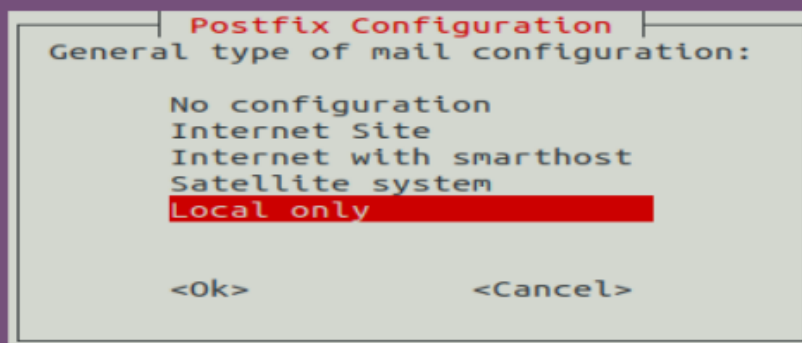 Postfix Configuration
General type of mail configuration:
No configuration
Internet Site
Internet with smarthost
Satellite system
Local only
<Ok> <Cancel>